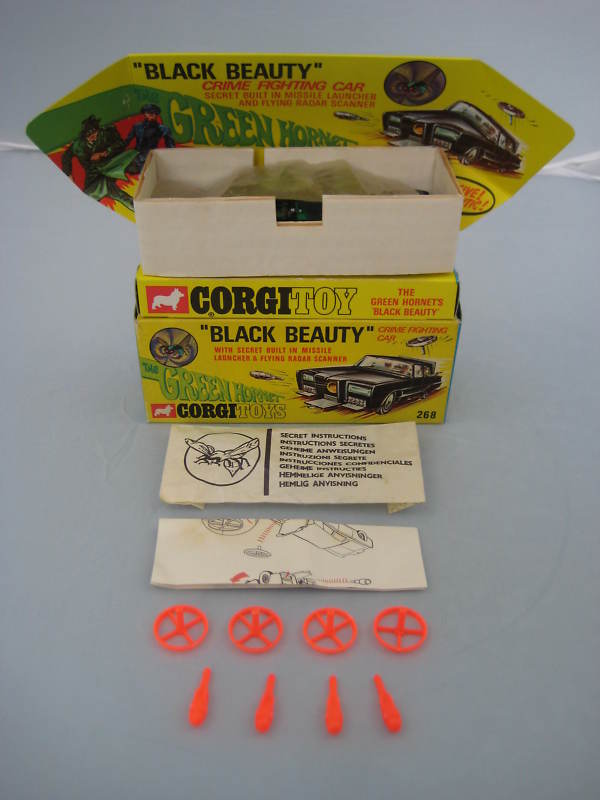 "BLACK BEAUTY"
CRIME FIGHTING CAR
SECRET BUILT IN MISSILE LAUNCHER
AND FLYING RADAR SCANNER
THE
GREEN HORNET
CORGI TOY
THE
GREEN HORNET'S
'BLACK BEAUTY'
"BLACK BEAUTY"
CRIME FIGHTING
CAR
WITH SECRET BUILT IN MISSILE
LAUNCHER & FLYING RADAR SCANNER
THE
GREEN HORNET
CORGI TOYS
268
SECRET INSTRUCTIONS
INSTRUCTIONS SECRETES
GEHEIME ANWEISUNGEN
ISTRUZIONI SEGRETE
INSTRUCCIONES CONFIDENCIALES
GEHEIME INSTRUCTIES
HEMMELIGE ANVISNINGER
HEMLIG ANVISNING